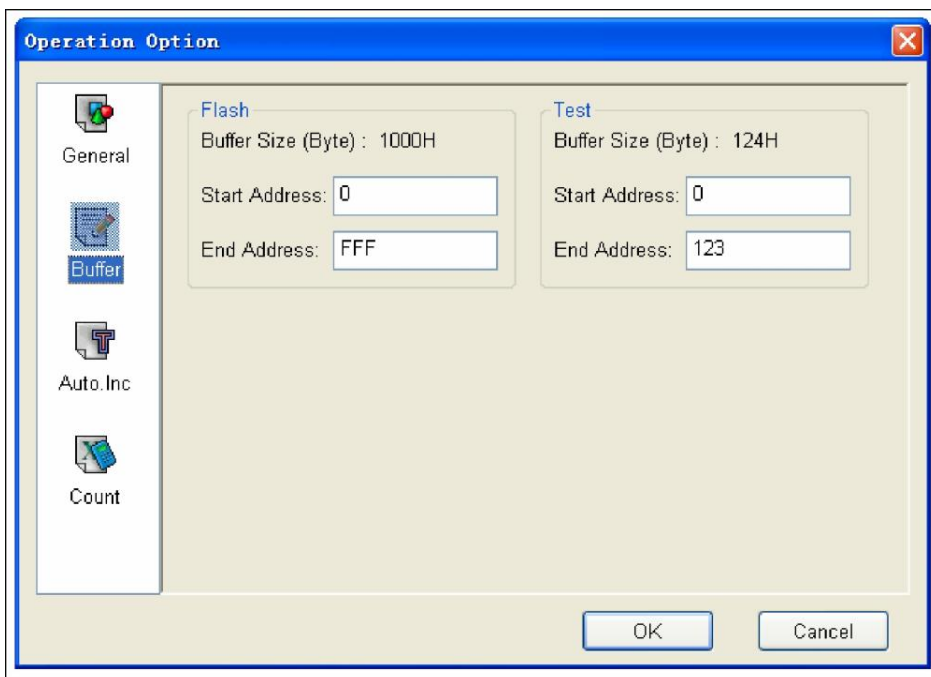 Operation Option
General
Buffer
Auto.Inc
Count
Flash
Buffer Size (Byte) : 1000H
Start Address: 0
End Address: FFF
Test
Buffer Size (Byte) : 124H
Start Address: 0
End Address: 123
OK
Cancel